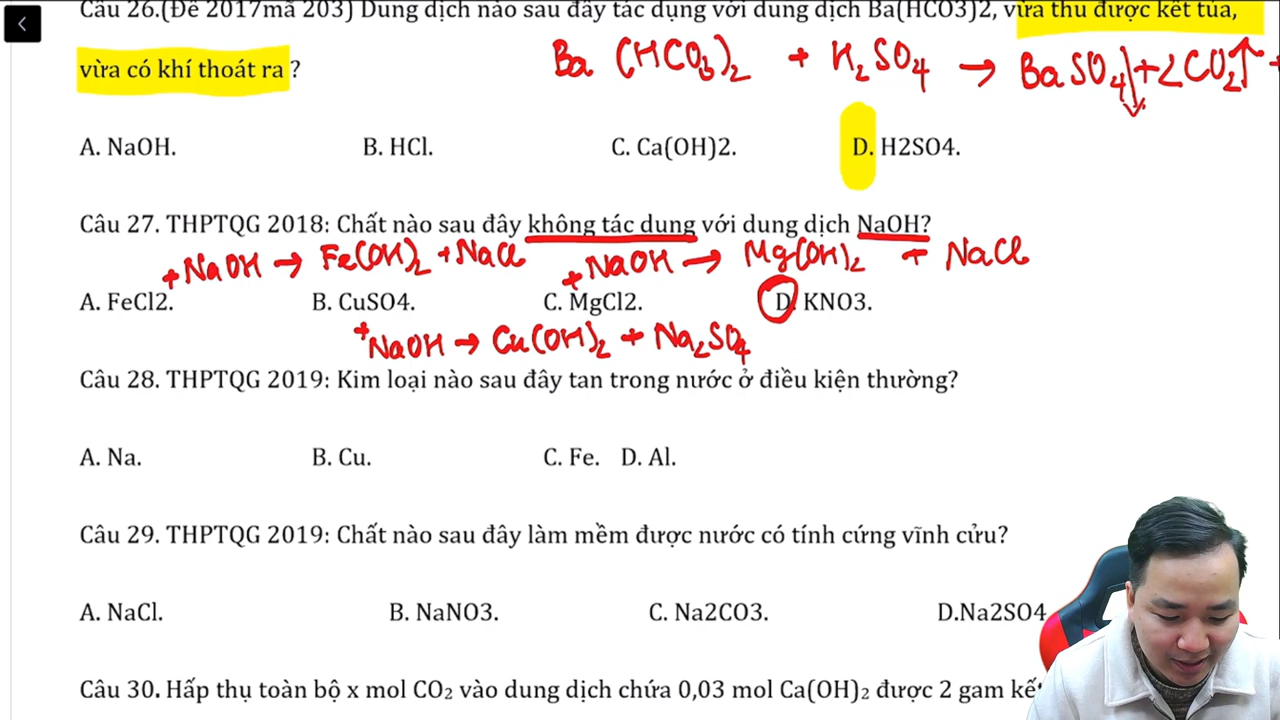 Câu 26.(Đề 2017mã 203) Dung dịch nào sau đây tác dụng với dung dịch Ba(HCO3)2, vừa thu được kết tủa,
vừa có khí thoát ra ?
Ba (HCO3)2 + H2SO4 → BaSO4↓ + 2CO2↑ +
A. NaOH. B. HCl. C. Ca(OH)2. D. H2SO4.
Câu 27. THPTQG 2018: Chất nào sau đây không tác dụng với dung dịch NaOH?
+NaOH → Fe(OH)2 + NaCl +NaOH → Mg(OH)2 + NaCl
A. FeCl2. B. CuSO4. C. MgCl2. D. KNO3.
+NaOH → Cu(OH)2 + Na2SO4
Câu 28. THPTQG 2019: Kim loại nào sau đây tan trong nước ở điều kiện thường?
A. Na. B. Cu. C. Fe. D. Al.
Câu 29. THPTQG 2019: Chất nào sau đây làm mềm được nước có tính cứng vĩnh cửu?
A. NaCl. B. NaNO3. C. Na2CO3. D.Na2SO4
Câu 30. Hấp thụ toàn bộ x mol CO₂ vào dung dịch chứa 0,03 mol Ca(OH)₂ được 2 gam